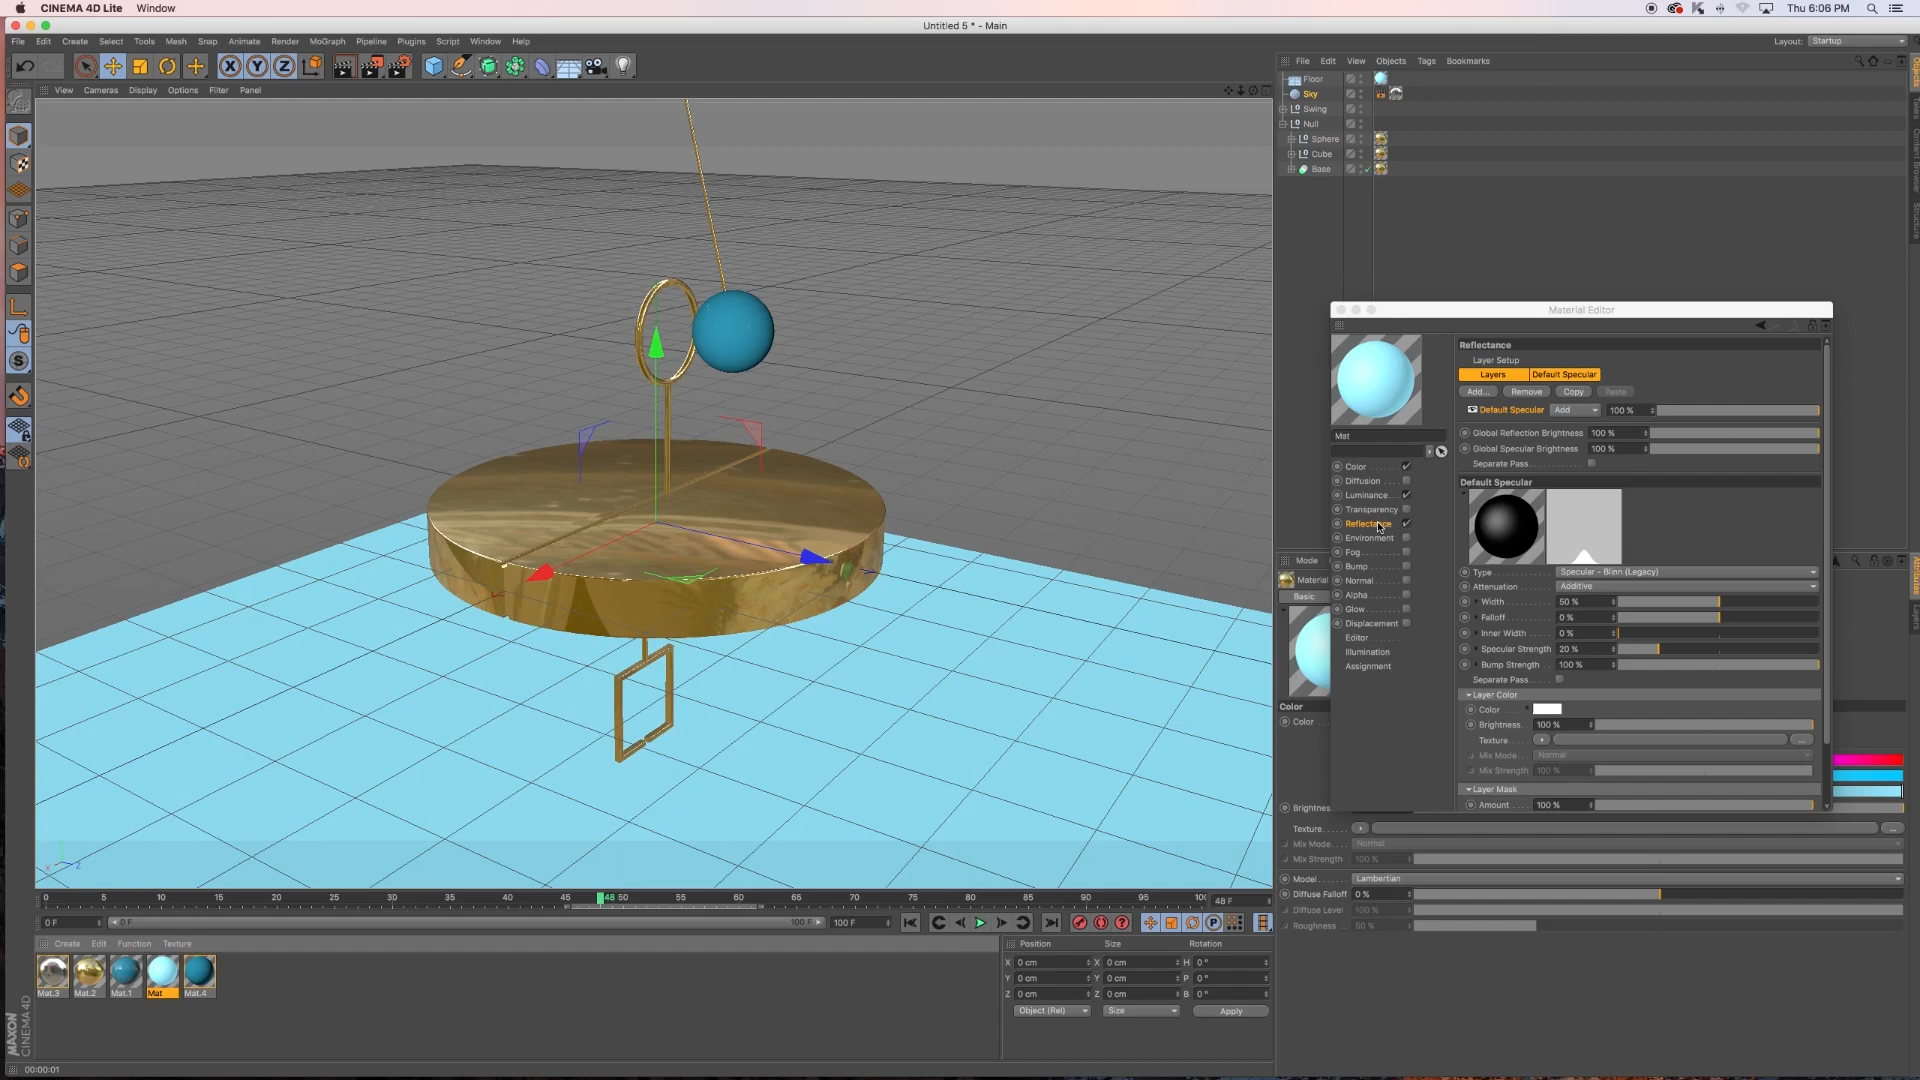 CINEMA 4D Lite Window Thu 6:06 PM
Untitled 5 * - Main
File Edit Create Select Tools Mesh Snap Animate Render MoGraph Pipeline Plugins Script Window Help Layout: Startup
File Edit View Objects Tags Bookmarks
View Cameras Display Options Filter Panel
Floor
Sky
Swing
Null
Sphere
Cube
Base
Objects
Takes
Content Browser
Structure
Attributes
Layers
Material Editor
Mat
Color
Diffusion
Luminance
Transparency
Reflectance
Environment
Fog
Bump
Normal
Alpha
Glow
Displacement
Editor
Illumination
Assignment
Reflectance
Layer Setup
Layers Default Specular
Add... Remove Copy Paste
Default Specular Add 100 %
Global Reflection Brightness 100 %
Global Specular Brightness 100 %
Separate Pass
Default Specular
Type Specular - Blinn (Legacy)
Attenuation Additive
Width 50 %
Falloff 0 %
Inner Width 0 %
Specular Strength 20 %
Bump Strength 100 %
Separate Pass
Layer Color
Color
Brightness 100 %
Texture ...
Mix Mode Normal
Mix Strength 100 %
Layer Mask
Amount 100 %
Mode
Material
Basic
Color
Color
Brightnes
Texture ...
Mix Mode Normal
Mix Strength 100 %
Model Lambertian
Diffuse Falloff 0 %
Diffuse Level 100 %
Roughness 50 %
0 5 10 15 20 25 30 35 40 45 48 50 55 60 65 70 75 80 85 90 95 10 48 F
0 F 0 F 100 F 100 F
Create Edit Function Texture
Mat.3 Mat.2 Mat.1 Mat Mat.4
Position Size Rotation
X 0 cm X 0 cm H 0 °
Y 0 cm Y 0 cm P 0 °
Z 0 cm Z 0 cm B 0 °
Object (Rel) Size Apply
MAXON
CINEMA 4D
00:00:01